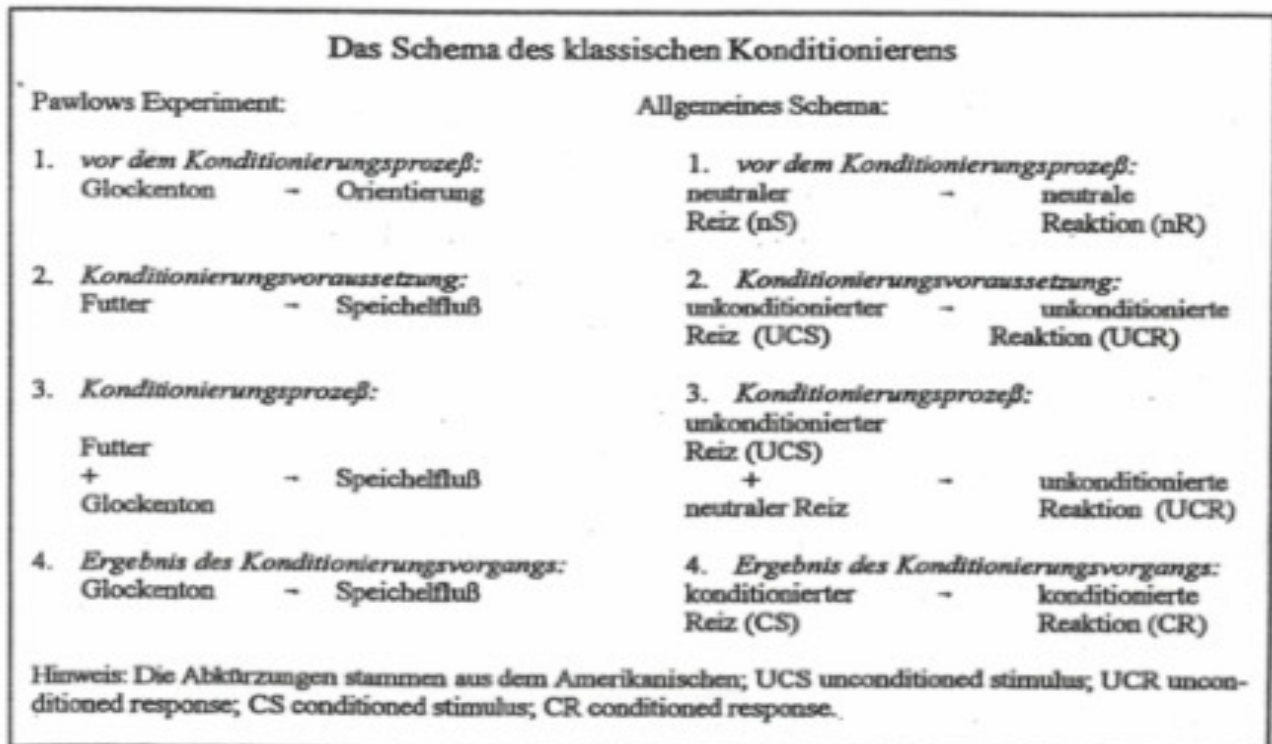 Das Schema des klassischen Konditionierens
Pawlows Experiment:
1. vor dem Konditionierungsprozeß:
Glockenton → Orientierung
2. Konditionierungsvoraussetzung:
Futter → Speichelfluß
3. Konditionierungsprozeß:
Futter
+ → Speichelfluß
Glockenton
4. Ergebnis des Konditionierungsvorgangs:
Glockenton → Speichelfluß
Allgemeines Schema:
1. vor dem Konditionierungsprozeß:
neutraler → neutrale
Reiz (nS) Reaktion (nR)
2. Konditionierungsvoraussetzung:
unkonditionierter → unkonditionierte
Reiz (UCS) Reaktion (UCR)
3. Konditionierungsprozeß:
unkonditionierter
Reiz (UCS)
+ → unkonditionierte
neutraler Reiz Reaktion (UCR)
4. Ergebnis des Konditionierungsvorgangs:
konditionierter → konditionierte
Reiz (CS) Reaktion (CR)
Hinweis: Die Abkürzungen stammen aus dem Amerikanischen; UCS unconditioned stimulus; UCR uncon-
ditioned response; CS conditioned stimulus; CR conditioned response.